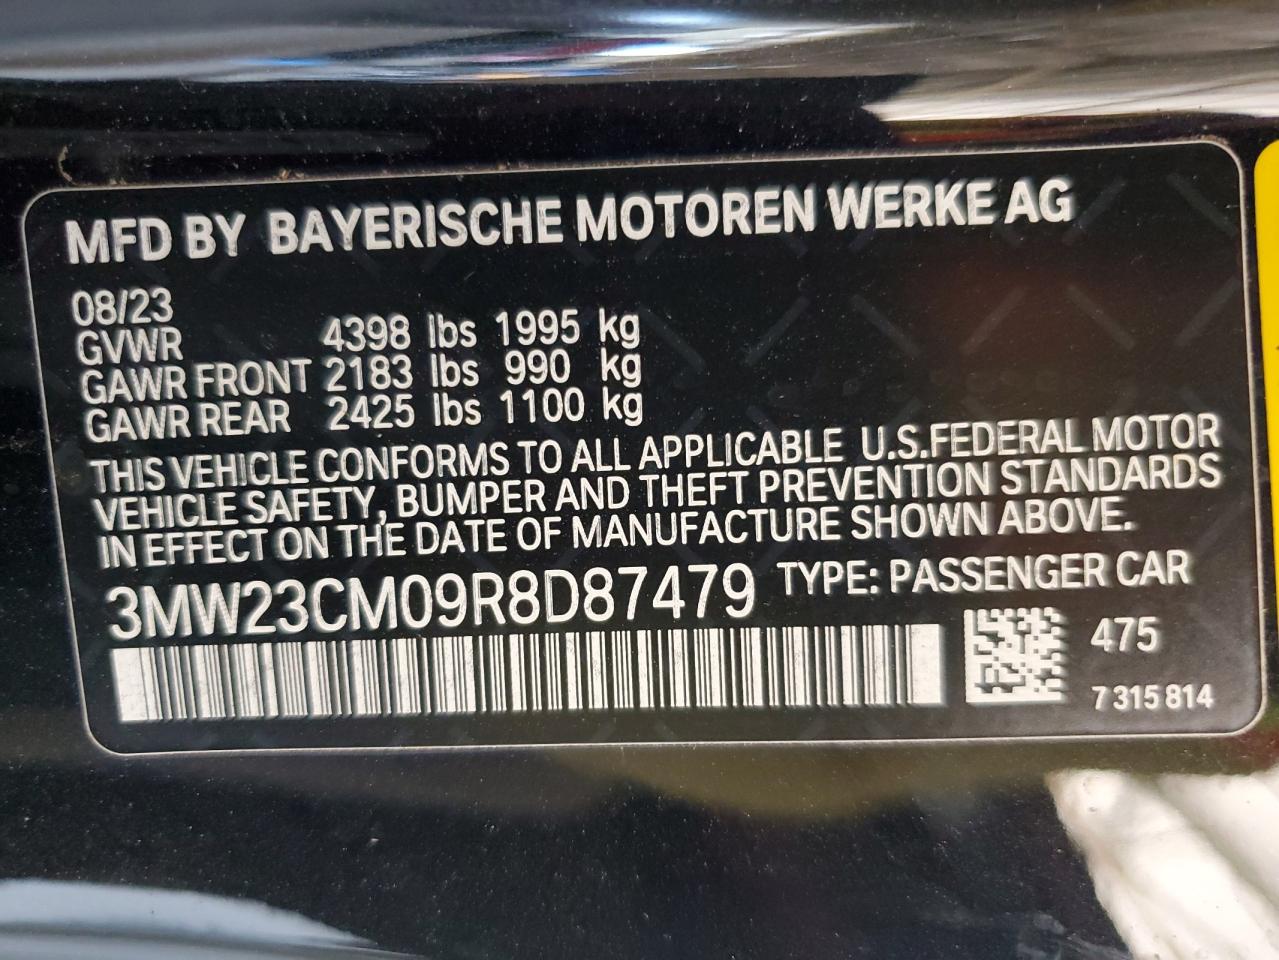 MFD BY BAYERISCHE MOTOREN WERKE AG
08/23
GVWR 4398 lbs 1995 kg
GAWR FRONT 2183 lbs 990 kg
GAWR REAR 2425 lbs 1100 kg
THIS VEHICLE CONFORMS TO ALL APPLICABLE U.S.FEDERAL MOTOR
VEHICLE SAFETY, BUMPER AND THEFT PREVENTION STANDARDS
IN EFFECT ON THE DATE OF MANUFACTURE SHOWN ABOVE.
3MW23CM09R8D87479 TYPE: PASSENGER CAR
475
7 315 814